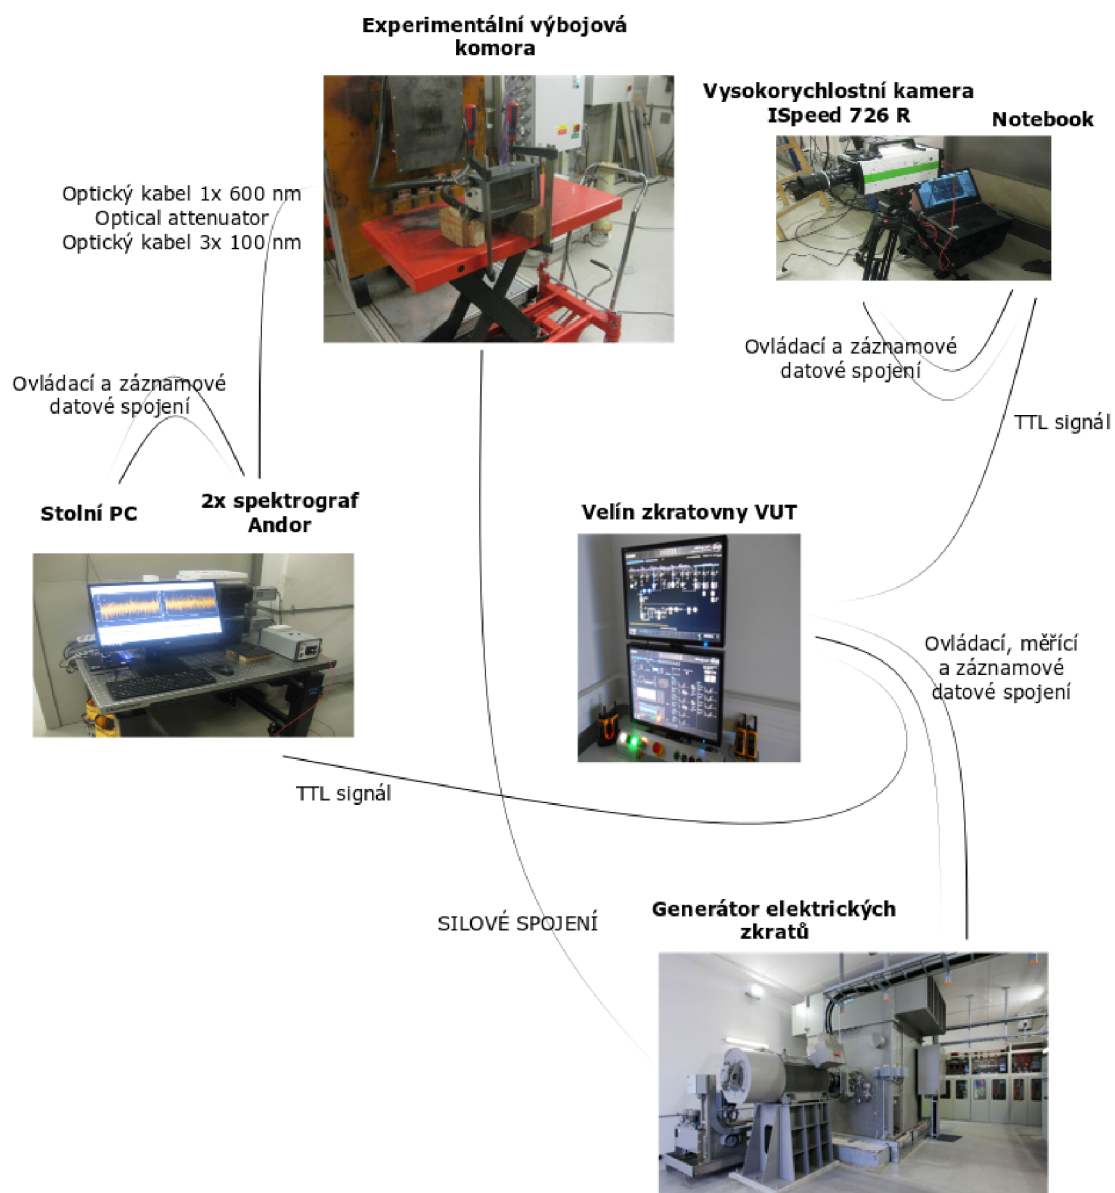 Experimentální výbojová
komora
Vysokorychlostní kamera
ISpeed 726 R
Notebook
Optický kabel 1x 600 nm
Optical attenuator
Optický kabel 3x 100 nm
Ovládací a záznamové
datové spojení
Ovládací a záznamové
datové spojení
TTL signál
Stolní PC
2x spektrograf
Andor
Velín zkratovny VUT
Ovládací, měřící
a záznamové
datové spojení
TTL signál
SILOVÉ SPOJENÍ
Generátor elektrických
zkratů